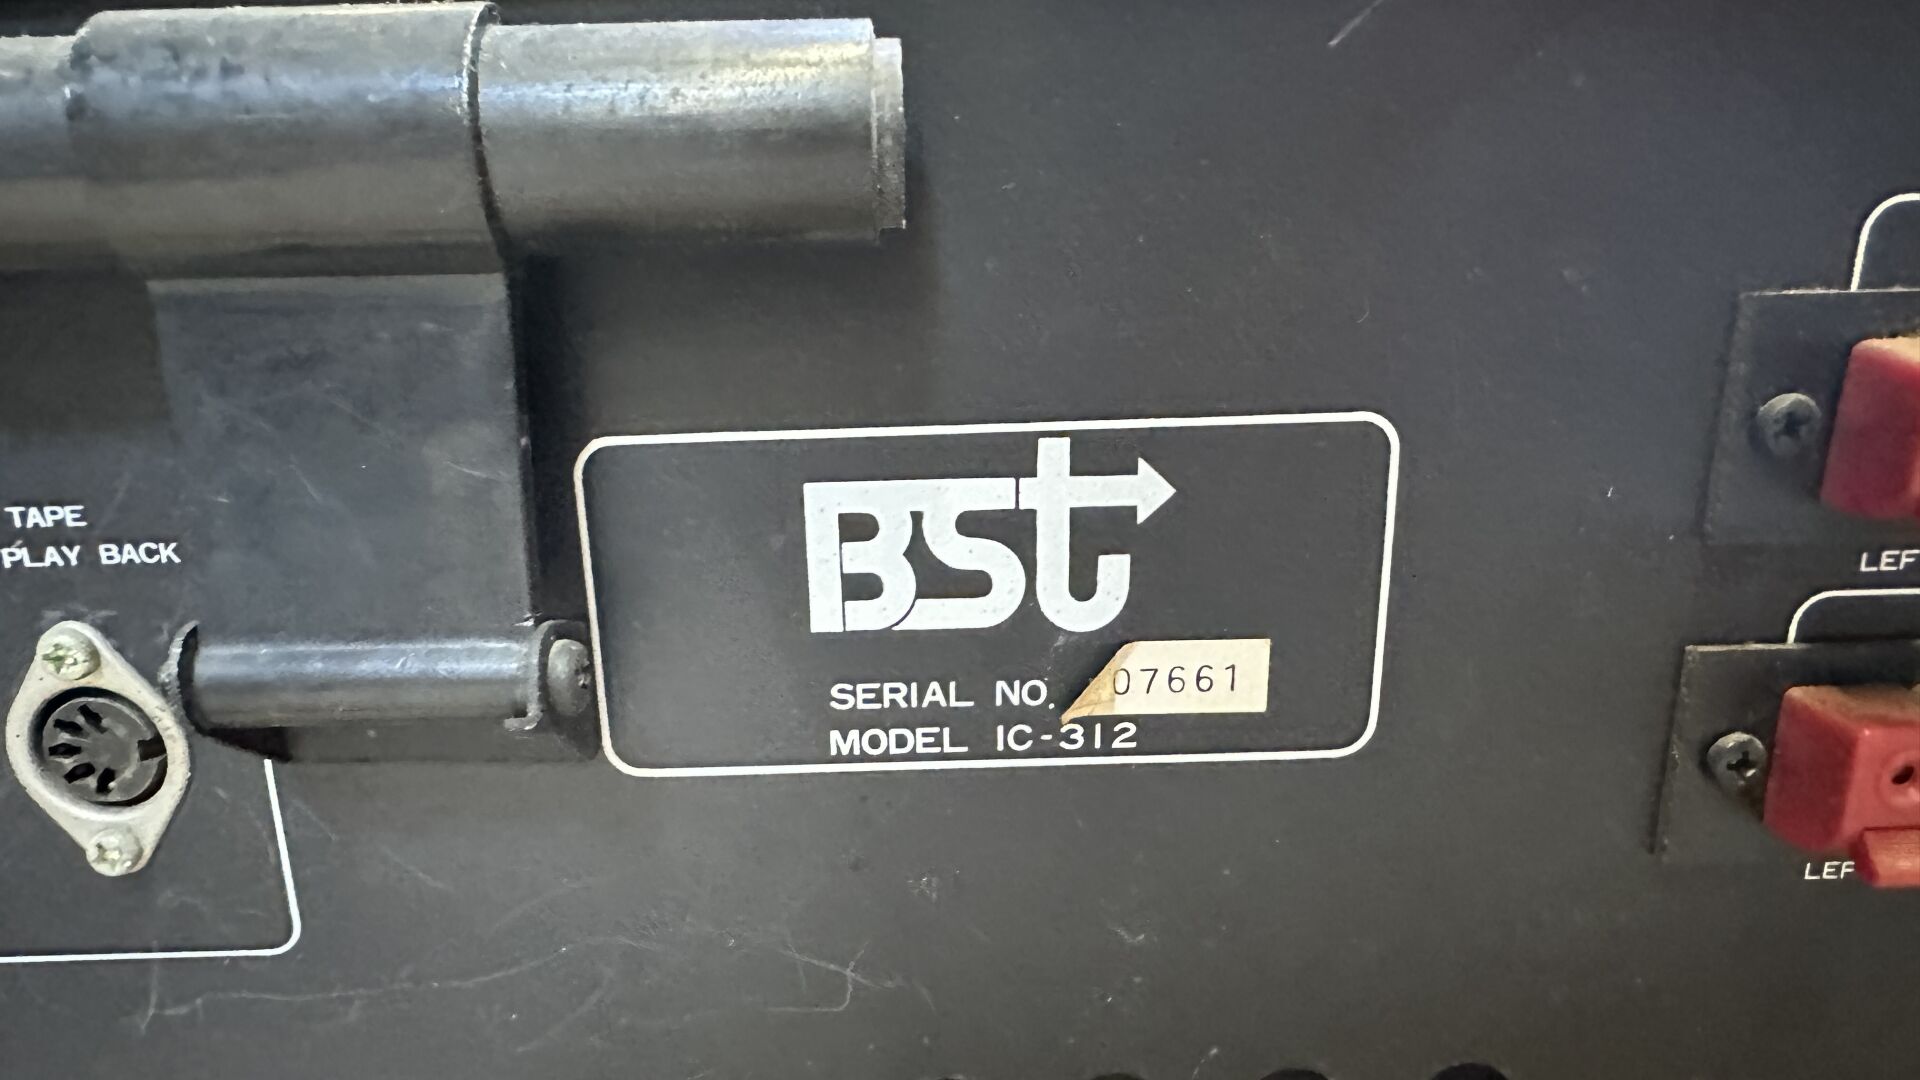 TAPE
PLAY BACK
BST
SERIAL NO. 07661
MODEL IC-312
LEF
LEF